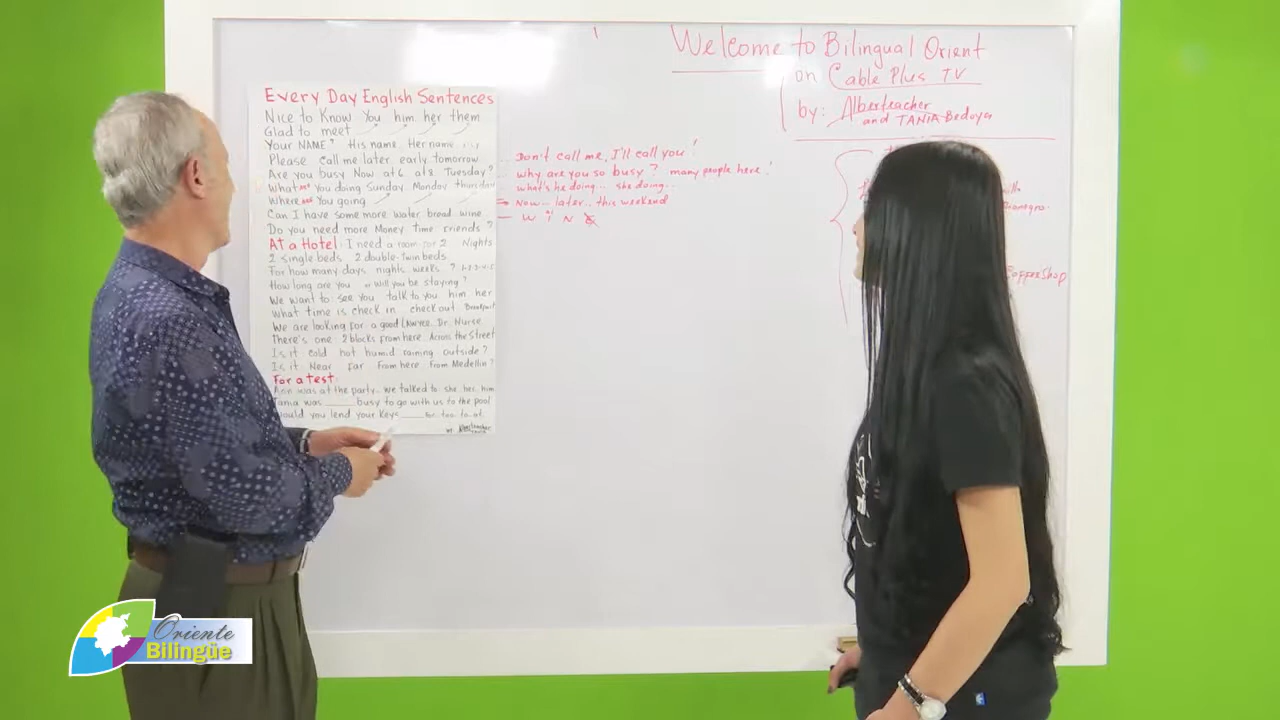 Welcome to Bilingual Orient
on Cable Plus TV
by: Alberteacher
and TANIA Bedoya
Every Day English Sentences
Nice to Know You him her them
Glad to meet
Your NAME? His name Her name
Please call me later early tomorrow
Are you busy Now at 6 at 8 Tuesday?
What are You doing Sunday Monday thursday
Where are You going
Can I have some more water bread wine
Do you need more Money time friends?
At a Hotel: I need a room for 2 Nights
2 single beds 2 double-twin beds
For how many days nights weeks ? 1-2-3-4-5
How long are you or will you be staying?
We want to see you talk to you him her
What time is check in check out Breakfast
We are looking for a good LAWYER Dr. Nurse
There's one 2 blocks from here Across the Street
Is it cold hot humid raining outside?
Is it Near far From here From Medellin?
For a test:
Ann was at the party. we talked to she her him
Tania was ____ busy to go with us to the pool
Would you lend your Keys ____ for too to at
by Alberteacher
Don't call me, I'll call you!
why are you so busy? many people here!
what's he doing... she doing..
Now... later.. this weekend
W i N
CoffeeShop
Oriente
Bilingüe